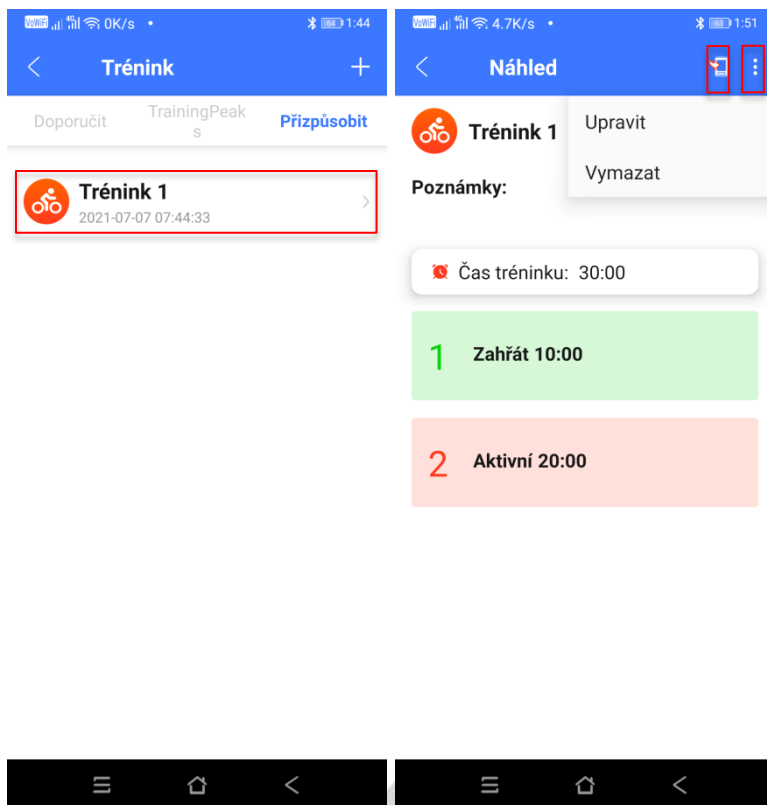 VoWiFi 4G 0K/s 64 1:44
Trénink
Doporučit
TrainingPeak
s
Přizpůsobit
Trénink 1
2021-07-07 07:44:33
VoWiFi 4G 4.7K/s 63 1:51
Náhled
Trénink 1
Upravit
Vymazat
Poznámky:
Čas tréninku: 30:00
1 Zahřát 10:00
2 Aktivní 20:00